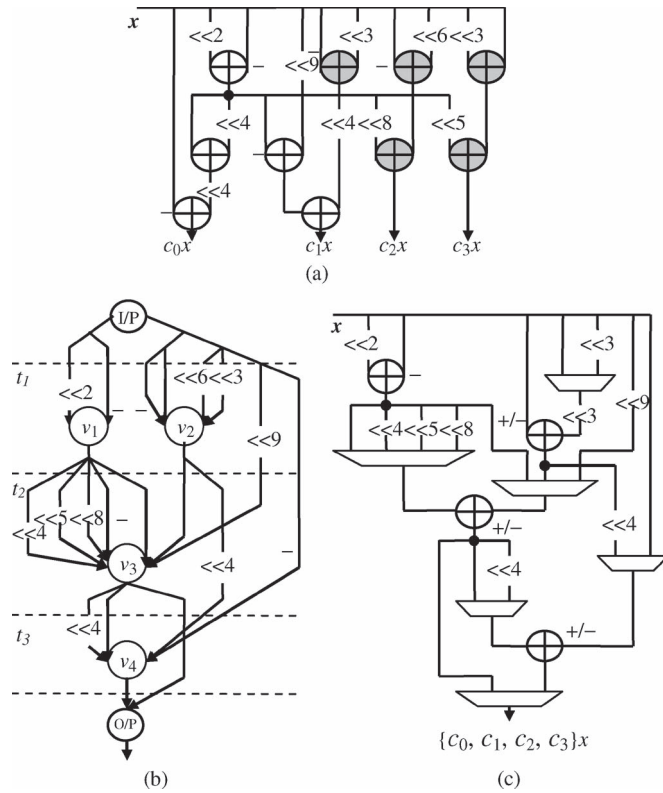 x
<<2 − <<9 − <<3 − <<6 <<3
<<4 − <<4 <<8 <<5
− <<4
c0x c1x c2x c3x
(a)
I/P
t1 <<2 − − <<6 <<3
v1 v2 <<9
t2 <<4 <<5 <<8 −
v3 <<4 −
t3 <<4
v4
O/P
(b)
x
<<2 − <<3
<<3 <<9
+/−
<<4 <<5 <<8
+/− <<4
<<4
+/−
{c0, c1, c2, c3}x
(c)